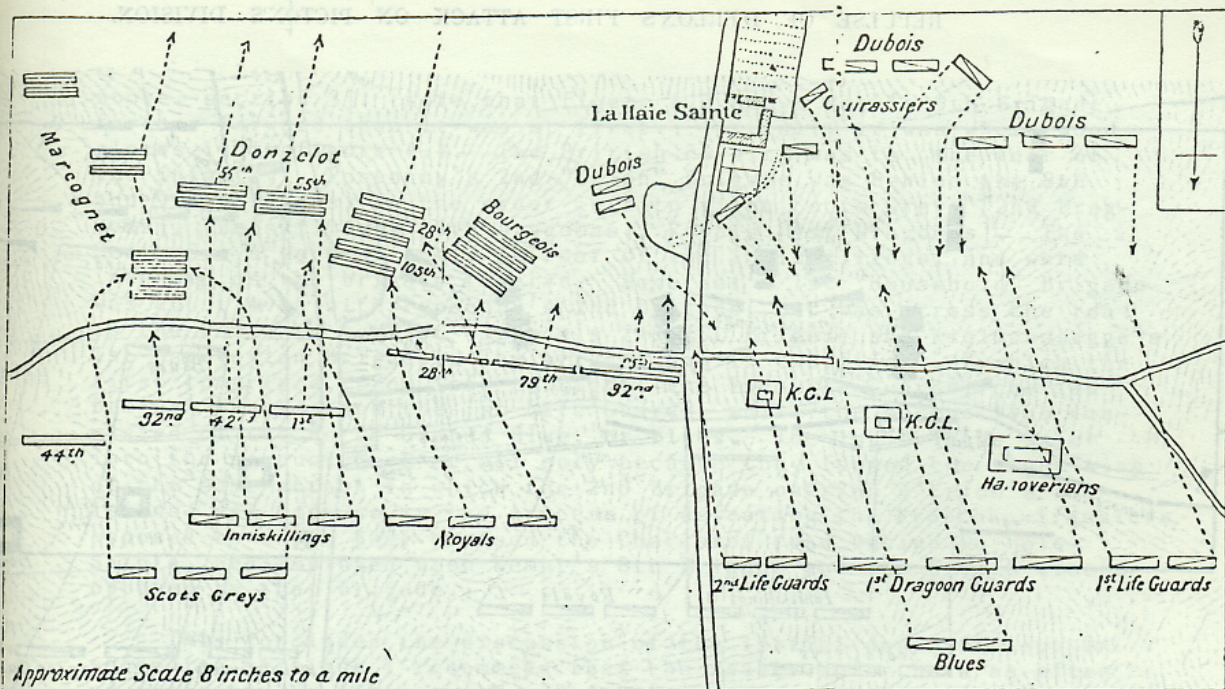 Dubois
La Haie Sainte
Cuirassiers
Dubois
Marcognet
Donzelot
55th
Dubois
Bourgeois
28th
105th
28th
79th
92nd
K.G.L
K.G.L.
92nd
42nd
1st
44th
Hanoverians
Inniskillings
Royals
Scots Greys
2nd Life Guards
1st Dragoon Guards
1st Life Guards
Blues
Approximate Scale 8 inches to a mile